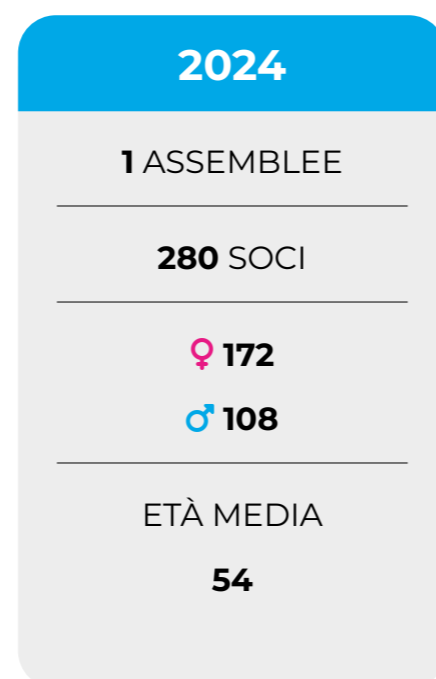 2024
1 ASSEMBLEE
280 SOCI
♀ 172
♂ 108
ETÀ MEDIA
54